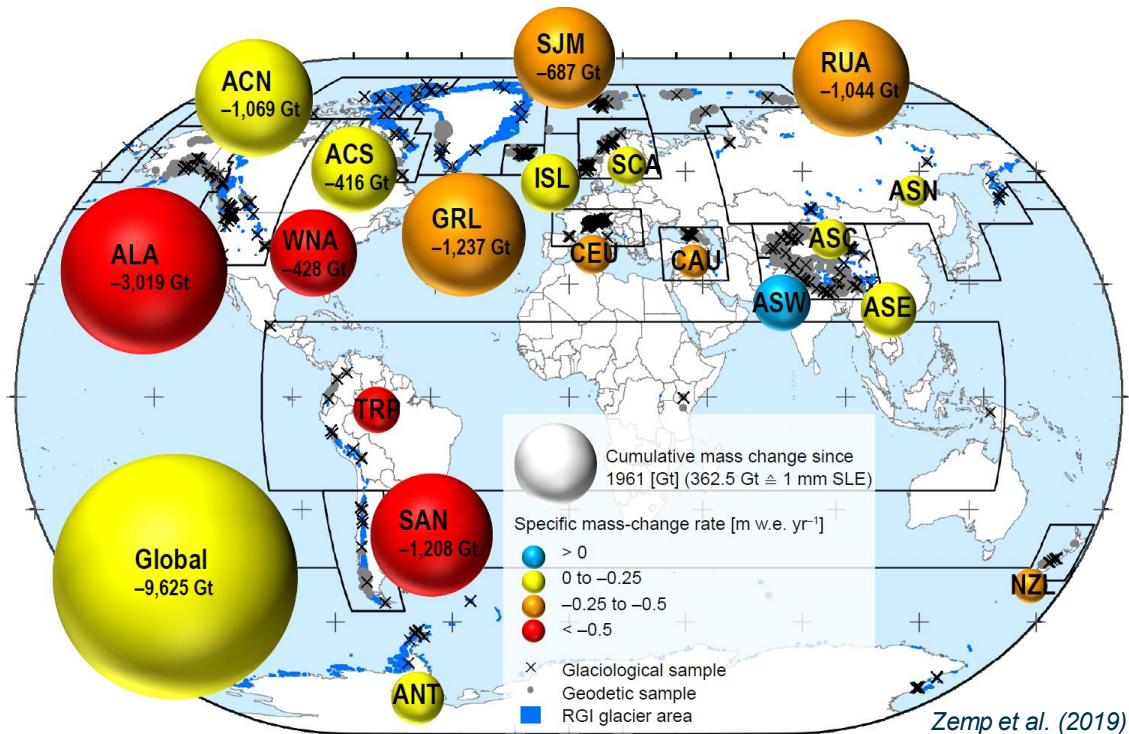 SJM
–687 Gt
RUA
–1,044 Gt
ACN
–1,069 Gt
ACS
–416 Gt
ISL
SCA
ASN
ALA
–3,019 Gt
WNA
–428 Gt
GRL
–1,237 Gt
CEU
CAU
ASC
ASW
ASE
TRP
SAN
–1,208 Gt
Global
–9,625 Gt
ANT
NZL
Cumulative mass change since
1961 [Gt] (362.5 Gt ≙ 1 mm SLE)
Specific mass-change rate [m w.e. yr⁻¹]
> 0
0 to –0.25
–0.25 to –0.5
< –0.5
Glaciological sample
Geodetic sample
RGI glacier area
Zemp et al. (2019)